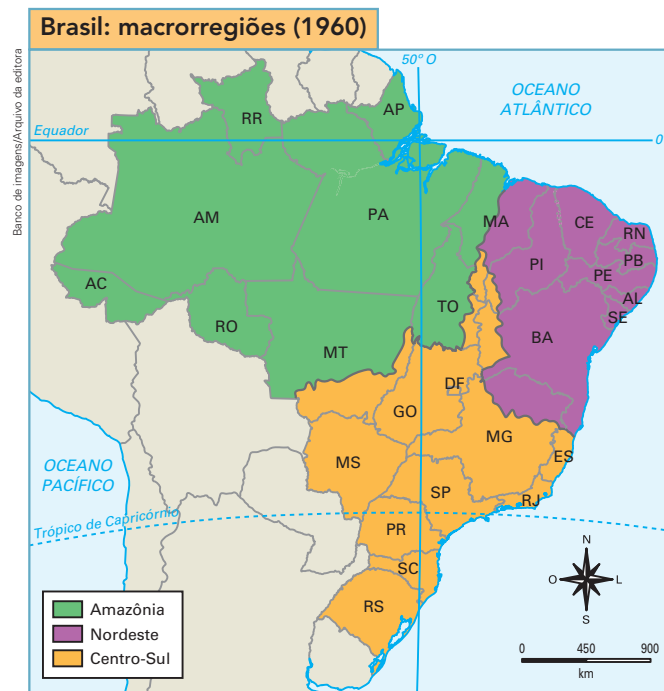 Brasil: macrorregiões (1960)
Banco de imagens/Arquivo da editora
50º O
OCEANO
ATLÂNTICO
Equador
0
RR
AP
AM
PA
MA
CE
RN
PB
PE
PI
AL
SE
AC
RO
TO
BA
MT
DF
GO
MG
ES
MS
SP
RJ
OCEANO
PACÍFICO
Trópico de Capricórnio
PR
SC
RS
N
O
L
S
Amazônia
Nordeste
Centro-Sul
0 450 900
km